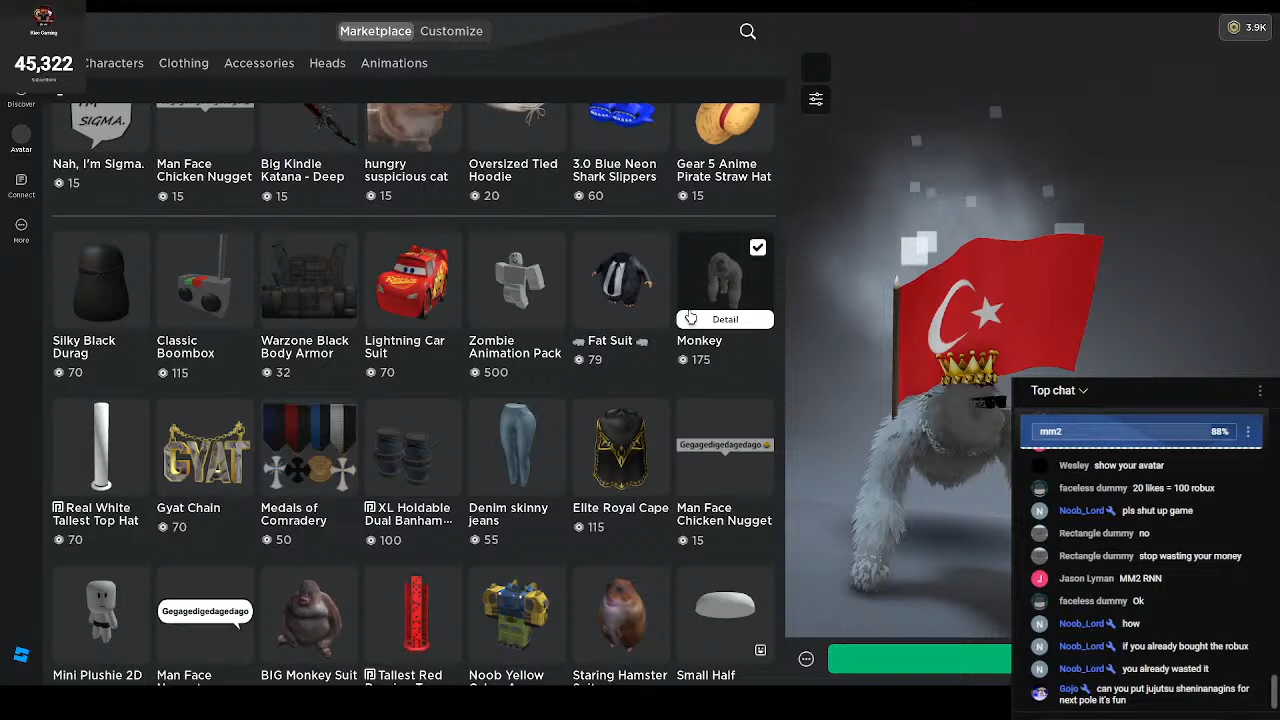 Kiwo Gaming
45,322
Subscribers
Marketplace
Customize
3.9K
Characters
Clothing
Accessories
Heads
Animations
Discover
Avatar
Connect
More
I'M
SIGMA.
Nah, I'm Sigma.
15
Man Face
Chicken Nugget
15
Big Kindle
Katana - Deep
15
hungry
suspicious cat
15
Oversized Tied
Hoodie
20
3.0 Blue Neon
Shark Slippers
60
Gear 5 Anime
Pirate Straw Hat
15
Silky Black
Durag
70
Classic
Boombox
115
Warzone Black
Body Armor
32
Lightning Car
Suit
70
Zombie
Animation Pack
500
Fat Suit
79
Detail
Monkey
175
GYAT
Gegagedigedagedago
Real White
Tallest Top Hat
70
Gyat Chain
70
Medals of
Comradery
50
XL Holdable
Dual Banham...
100
Denim skinny
jeans
55
Elite Royal Cape
115
Man Face
Chicken Nugget
15
Gegagedigedagedago
Mini Plushie 2D
Man Face
BIG Monkey Suit
Tallest Red
Noob Yellow
Staring Hamster
Small Half
Top chat
mm2 88%
Wesley show your avatar
faceless dummy 20 likes = 100 robux
Noob_Lord pls shut up game
Rectangle dummy no
Rectangle dummy stop wasting your money
J Jason Lyman MM2 RNN
faceless dummy Ok
N Noob_Lord how
N Noob_Lord if you already bought the robux
N Noob_Lord you already wasted it
Gojo can you put jujutsu sheninanagins for
next pole it's fun